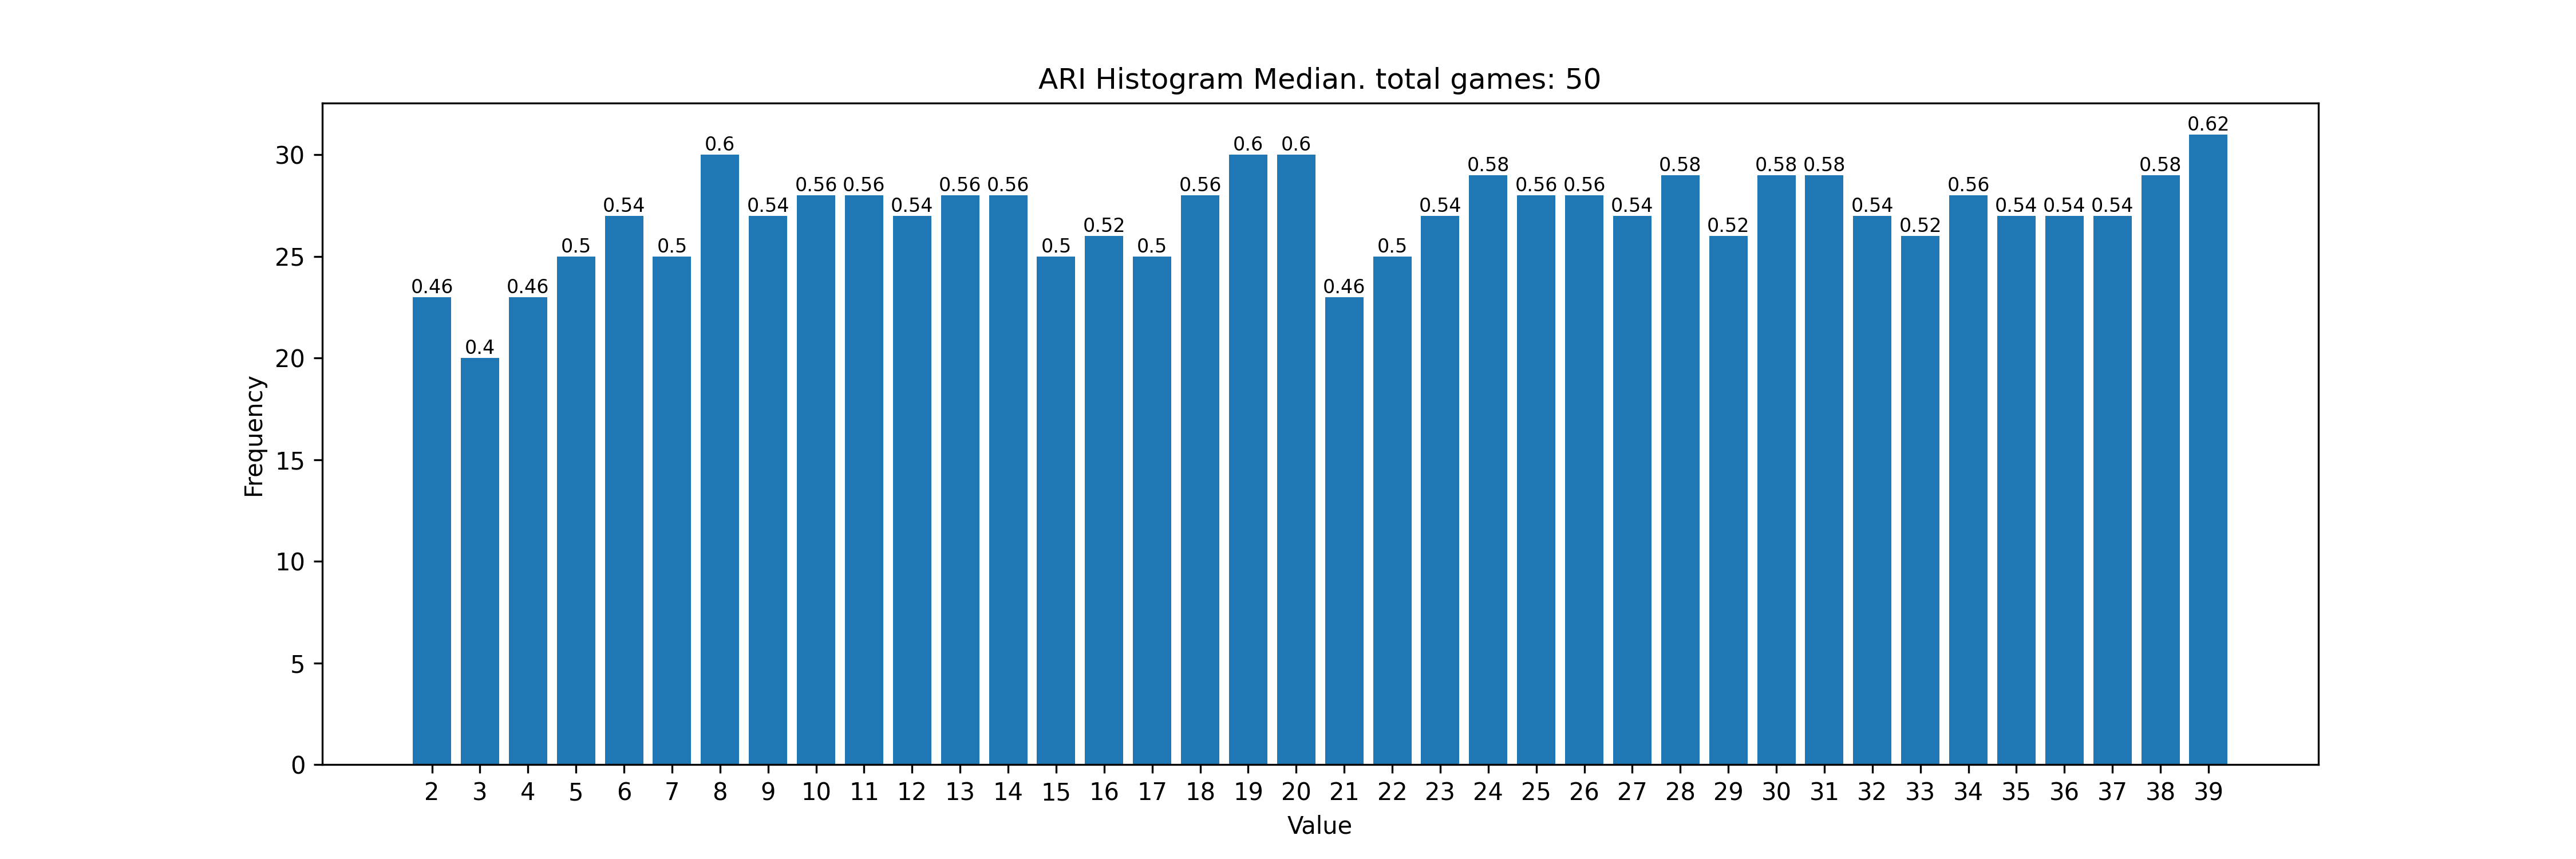 ARI Histogram Median. total games: 50
Frequency
30
25
20
15
10
5
0
0.46 0.4 0.46 0.5 0.54 0.5 0.6 0.54 0.56 0.56 0.54 0.56 0.56 0.5 0.52 0.5 0.56 0.6 0.6 0.46 0.5 0.54 0.58 0.56 0.56 0.54 0.58 0.52 0.58 0.58 0.54 0.52 0.56 0.54 0.54 0.54 0.58 0.62
2 3 4 5 6 7 8 9 10 11 12 13 14 15 16 17 18 19 20 21 22 23 24 25 26 27 28 29 30 31 32 33 34 35 36 37 38 39
Value